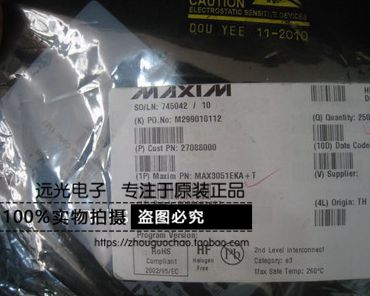 CAUTION
ELECTROSTATIC SENSITIVE DEVICES
DOU YEE 11-2010
MAXIM
SO/LN: 745042 / 10
(K) PO.No: M299010112
(Q) Quantity: 250
(P) Cust PN: 27088000
(10D) Date Code
(1P) Maxim PN: MAX3051EKA+T
(V) Supplier:
远光电子 专注于原装正品
(4L) Origin: TH
100%实物拍摄 盗图必究
https://zhouguochao.taobao.com
Program Version:
RoHS
Compliant
2002/95/EC
HF
Halogen
Free
2nd Level Interconnect
Category: e3
Max Safe Temp: 260°C